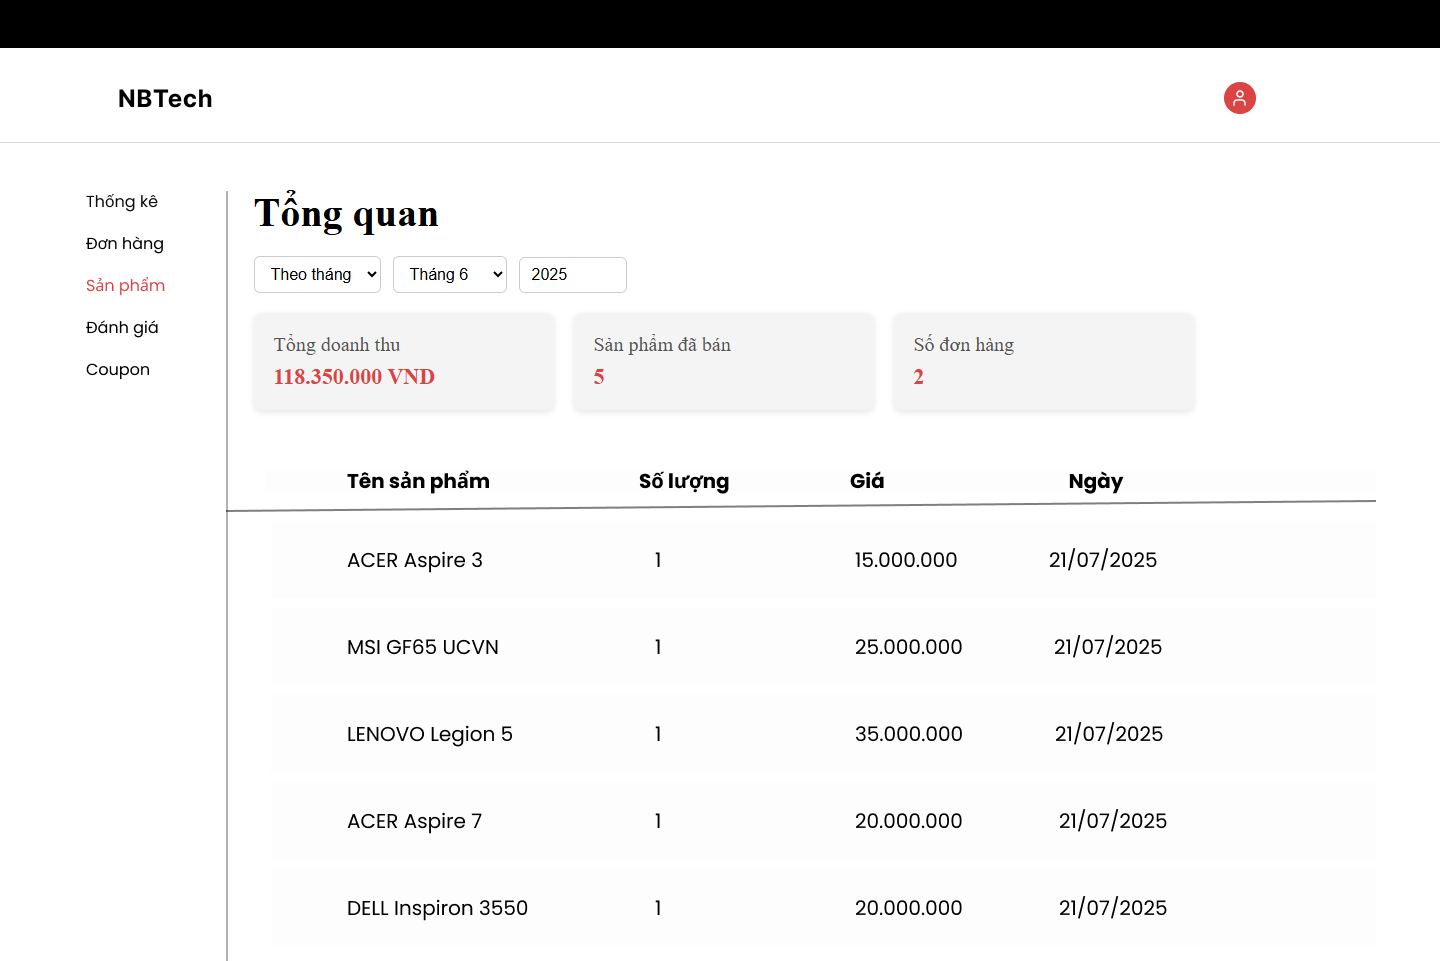 NBTech
Thống kê
Đơn hàng
Sản phẩm
Đánh giá
Coupon
Tổng quan
Theo tháng Tháng 6 2025
Tổng doanh thu Sản phẩm đã bán Số đơn hàng
118.350.000 VND 5 2
Tên sản phẩm Số lượng Giá Ngày
ACER Aspire 3 1 15.000.000 21/07/2025
MSI GF65 UCVN 1 25.000.000 21/07/2025
LENOVO Legion 5 1 35.000.000 21/07/2025
ACER Aspire 7 1 20.000.000 21/07/2025
DELL Inspiron 3550 1 20.000.000 21/07/2025